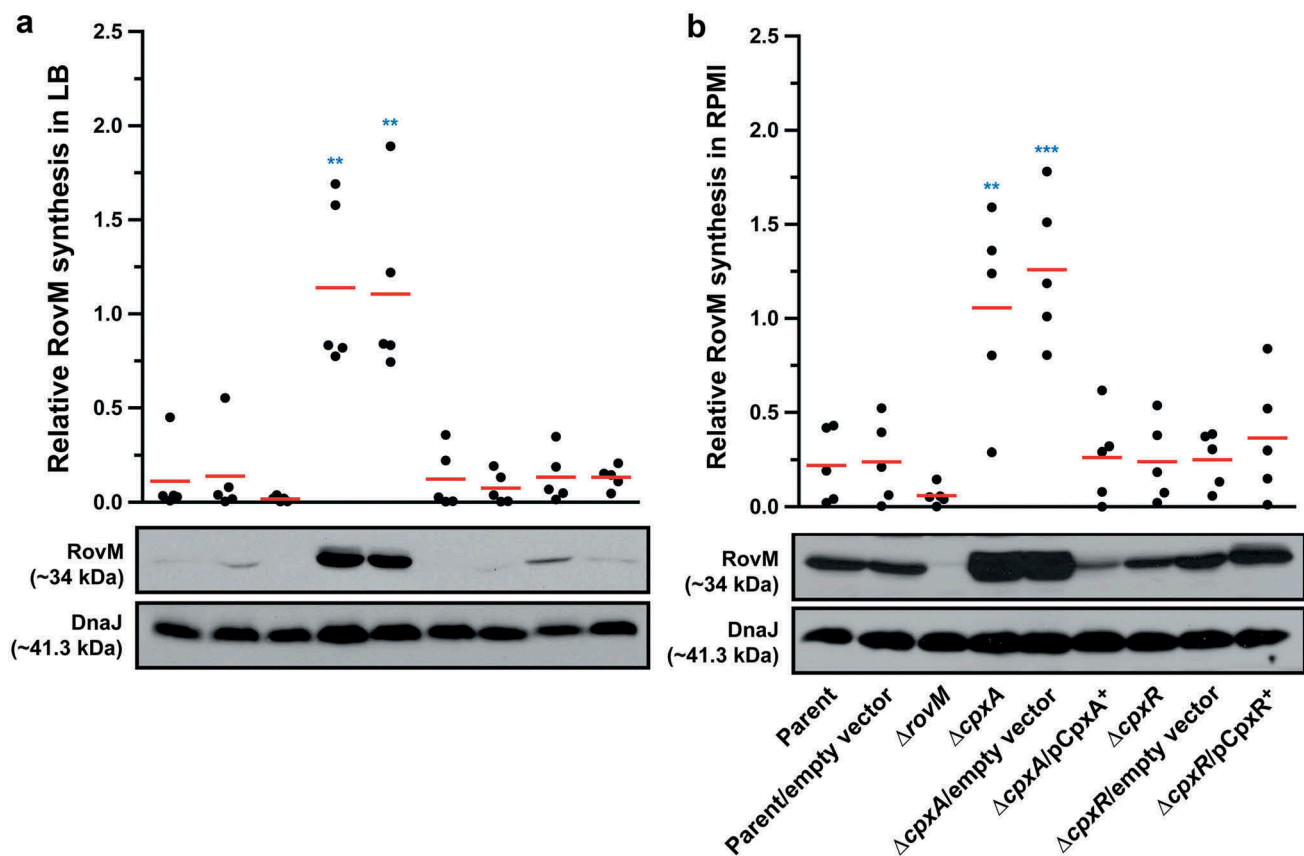 a
Relative RovM synthesis in LB
2.5
2.0
1.5
1.0
0.5
0.0
**
**
RovM
(~34 kDa)
DnaJ
(~41.3 kDa)
b
Relative RovM synthesis in RPMI
2.5
2.0
1.5
1.0
0.5
0.0
**
***
RovM
(~34 kDa)
DnaJ
(~41.3 kDa)
Parent
Parent/empty vector
ΔrovM
ΔcpxA
ΔcpxA/empty vector
ΔcpxA/pCpxA+
ΔcpxR
ΔcpxR/empty vector
ΔcpxR/pCpxR+